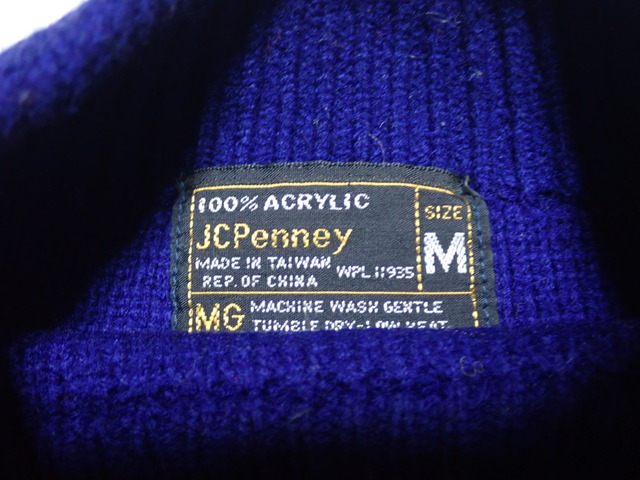 100% ACRYLIC
JCPenney
MADE IN TAIWAN
REP. OF CHINA
WPL 11935
SIZE
M
MG
MACHINE WASH GENTLE
TUMBLE DRY-LOW HEAT